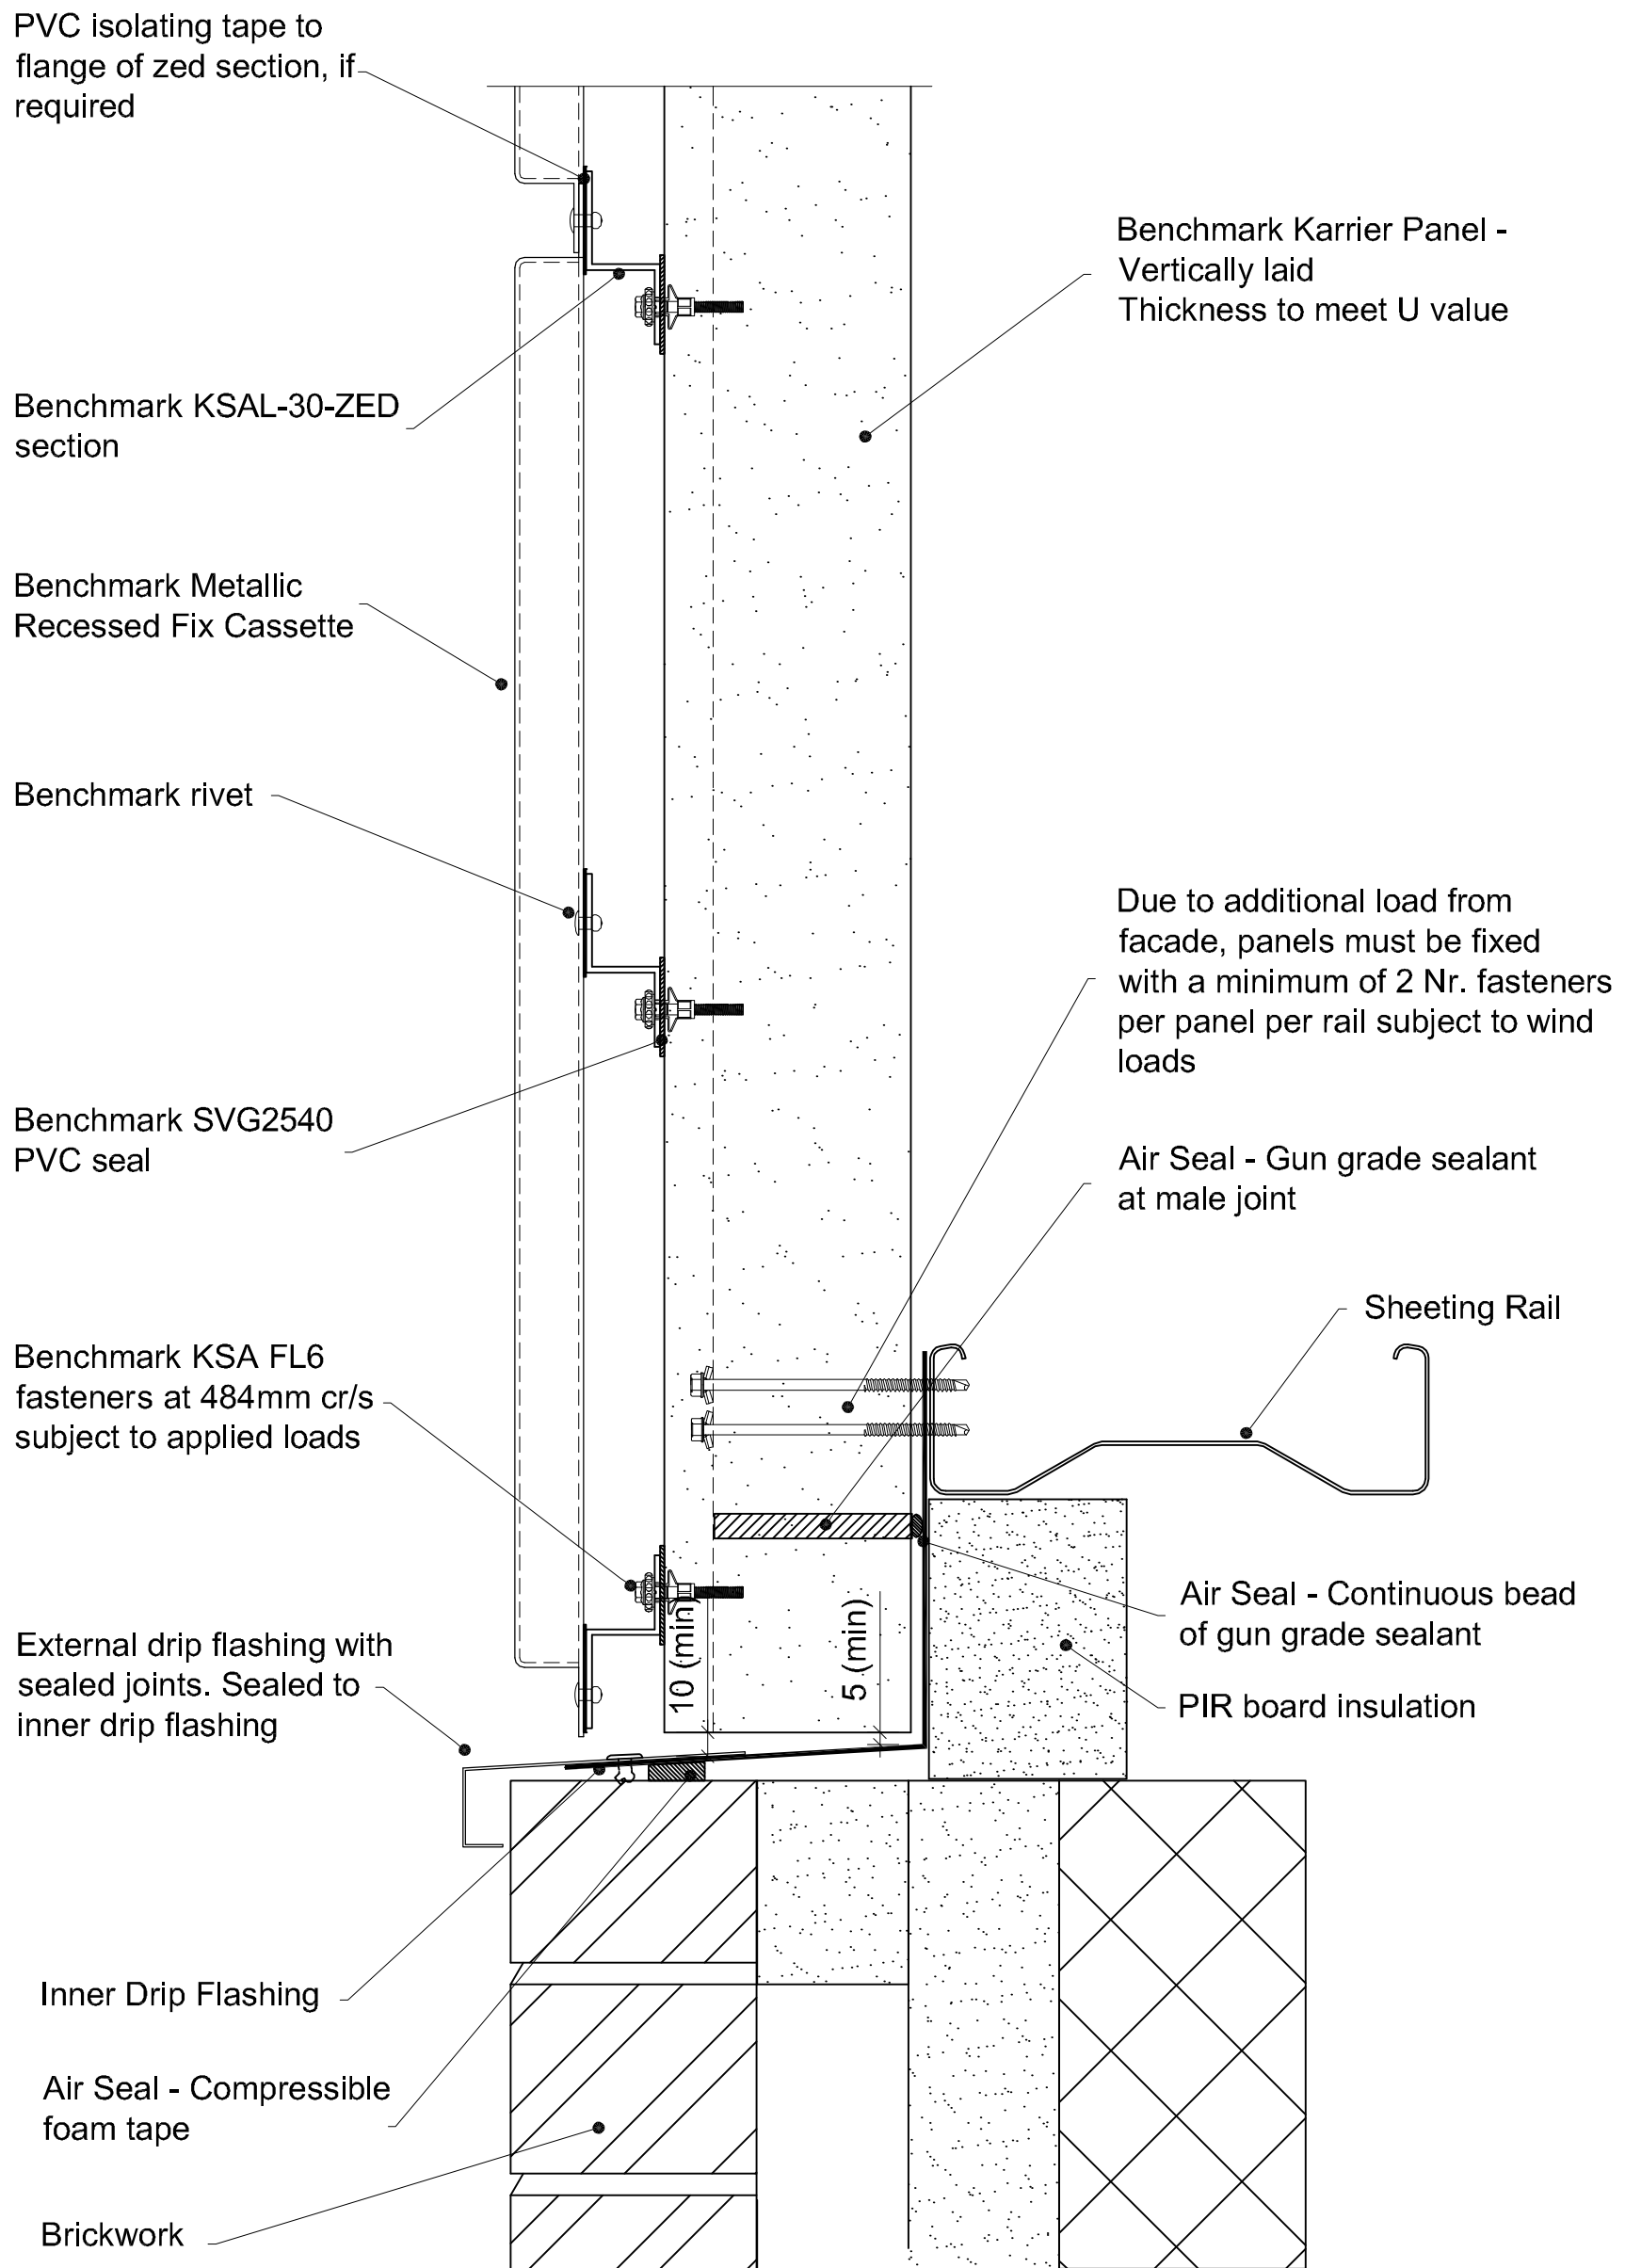 PVC isolating tape to
flange of zed section, if
required
Benchmark Karrier Panel -
Vertically laid
Thickness to meet U value
Benchmark KSAL-30-ZED
section
Benchmark Metallic
Recessed Fix Cassette
Benchmark rivet
Due to additional load from
facade, panels must be fixed
with a minimum of 2 Nr. fasteners
per panel per rail subject to wind
loads
Benchmark SVG2540
PVC seal
Air Seal - Gun grade sealant
at male joint
Sheeting Rail
Benchmark KSA FL6
fasteners at 484mm cr/s
subject to applied loads
Air Seal - Continuous bead
of gun grade sealant
External drip flashing with
sealed joints. Sealed to
inner drip flashing
10 (min)
5 (min)
PIR board insulation
Inner Drip Flashing
Air Seal - Compressible
foam tape
Brickwork